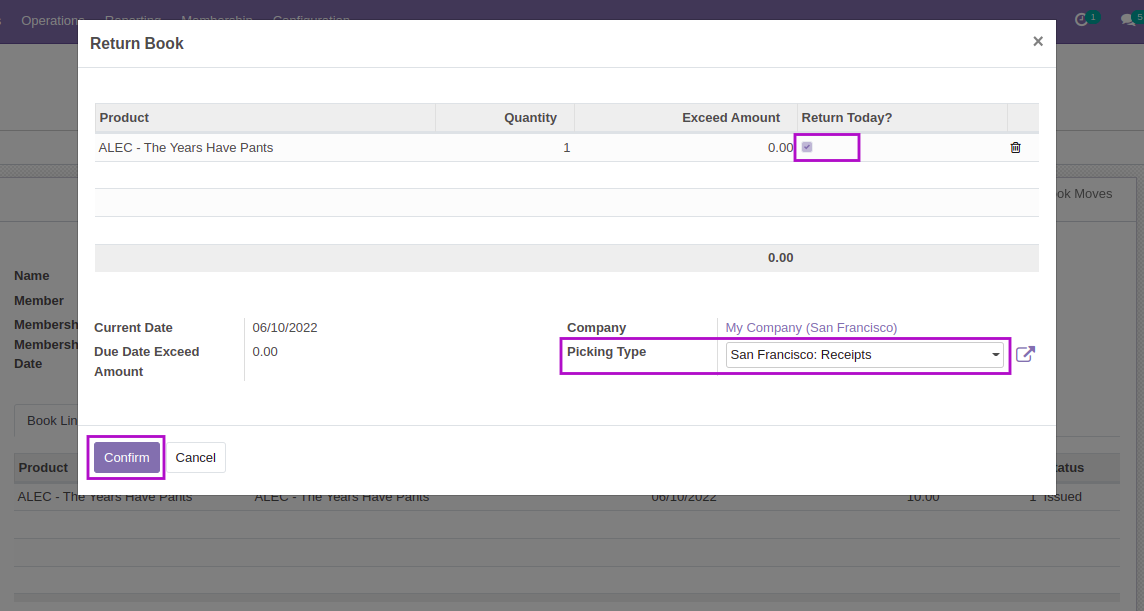 Operations Reporting Membership Configuration 1 5
Return Book ×
Product Quantity Exceed Amount Return Today?
ALEC - The Years Have Pants 1 0.00
ok Moves
0.00
Name
Member
Membersh
Membersh
Date
Current Date 06/10/2022 Company My Company (San Francisco)
Due Date Exceed Amount 0.00 Picking Type San Francisco: Receipts
Book Lin
Confirm Cancel
Product atus
ALEC - The Years Have Pants ALEC - The Years Have Pants 06/10/2022 10.00 1 Issued